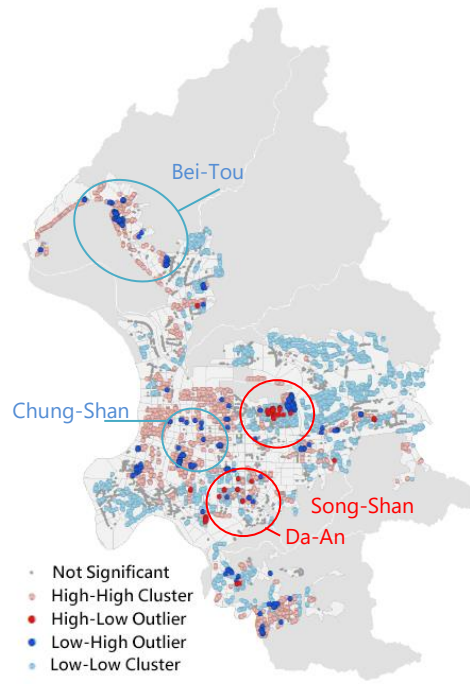 Bei-Tou
Chung-Shan
Song-Shan
Da-An
Not Significant
High-High Cluster
High-Low Outlier
Low-High Outlier
Low-Low Cluster